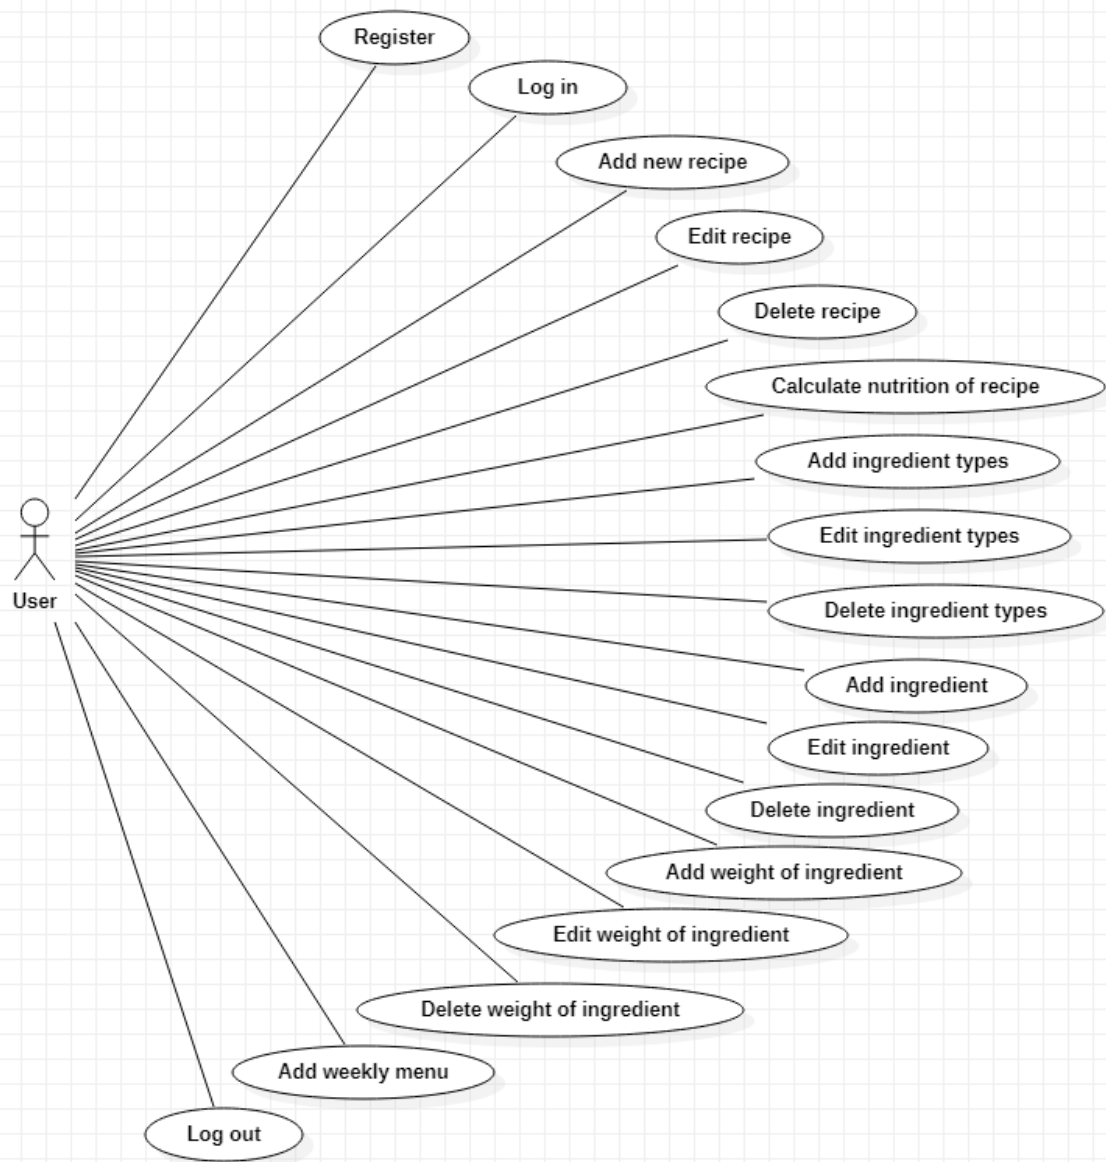 Register
Log in
Add new recipe
Edit recipe
Delete recipe
Calculate nutrition of recipe
Add ingredient types
Edit ingredient types
Delete ingredient types
User
Add ingredient
Edit ingredient
Delete ingredient
Add weight of ingredient
Edit weight of ingredient
Delete weight of ingredient
Add weekly menu
Log out